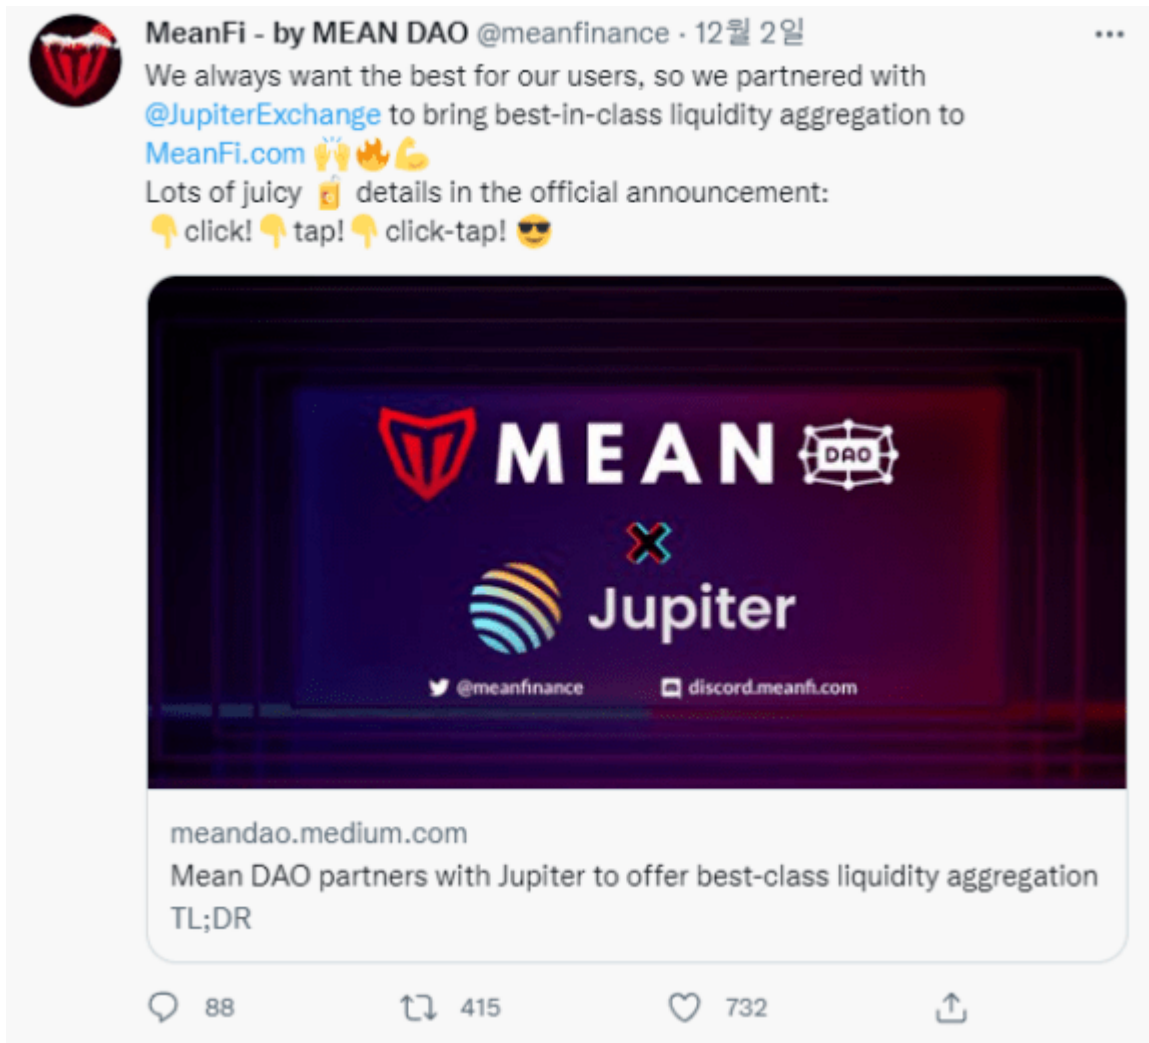 MeanFi - by MEAN DAO @meanfinance · 12월 2일
We always want the best for our users, so we partnered with
@JupiterExchange to bring best-in-class liquidity aggregation to
MeanFi.com 🙌🔥💪
Lots of juicy 🧃 details in the official announcement:
👇click!👇tap!👇click-tap! 😎
MEAN DAO
Jupiter
@meanfinance discord.meanfi.com
meandao.medium.com
Mean DAO partners with Jupiter to offer best-class liquidity aggregation
TL;DR
88 415 732